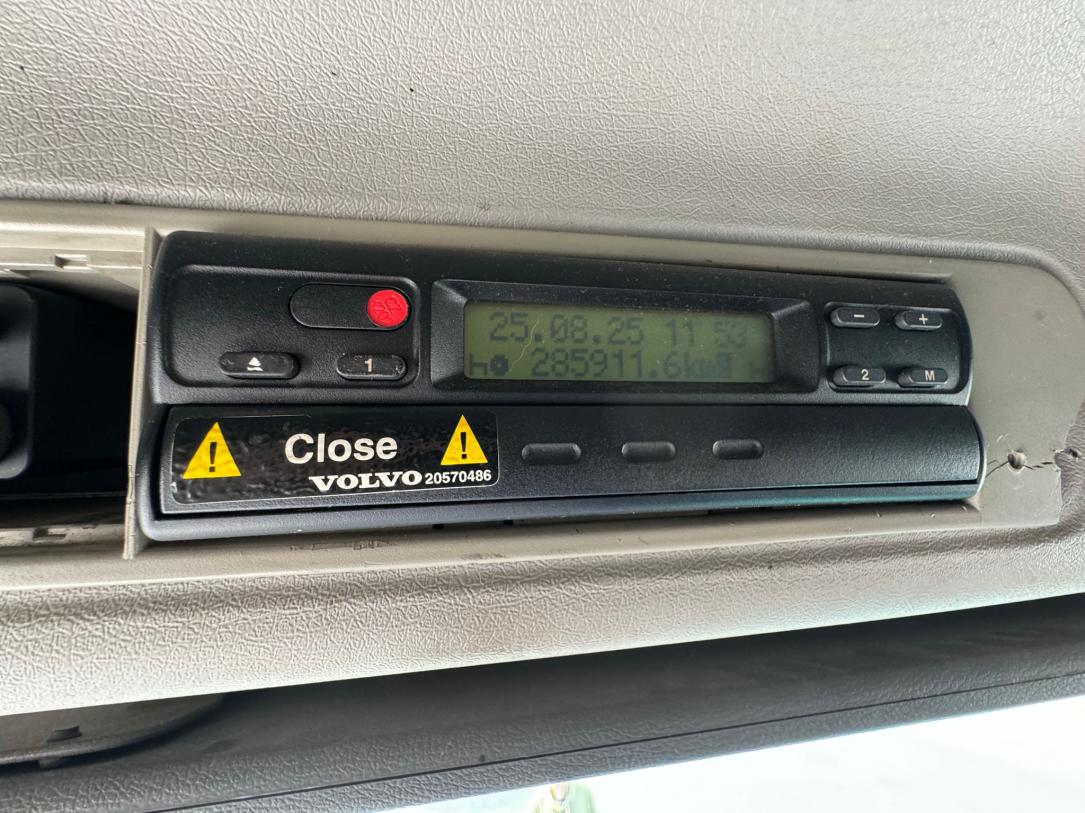 25.08.25 11 53
285911.6km
- +
1
2 M
! Close !
VOLVO 20570486